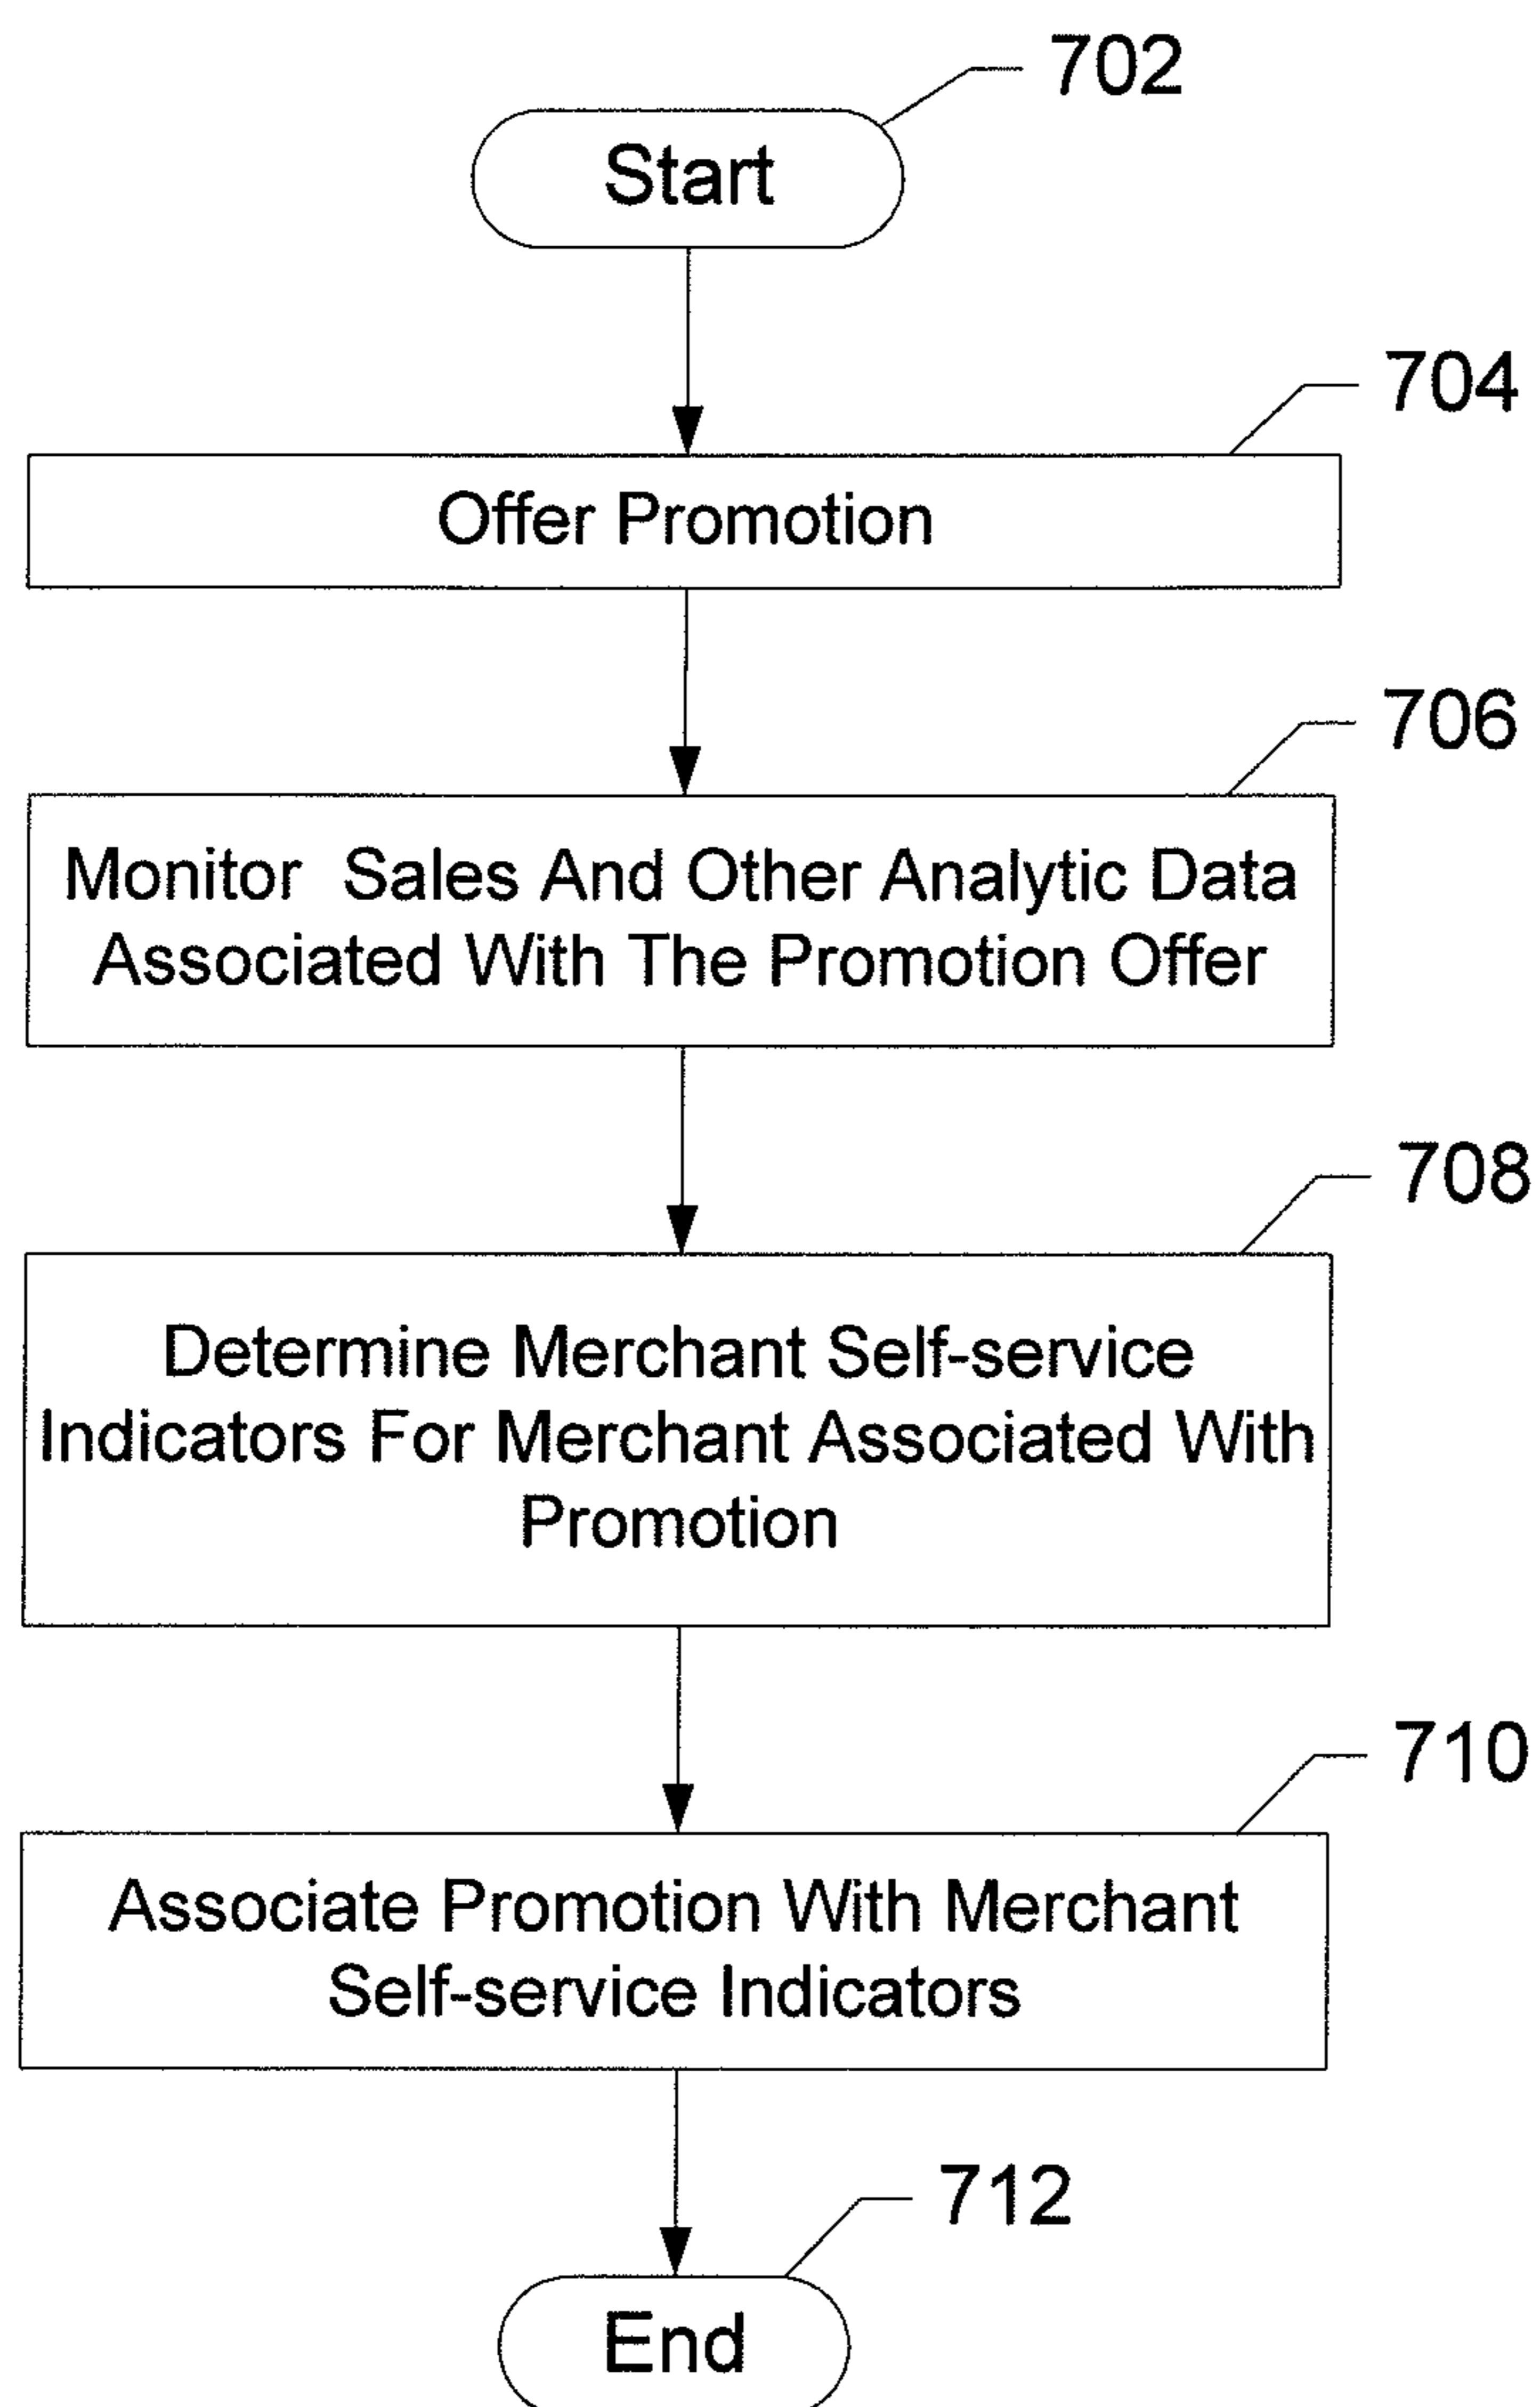 702
Start
704
Offer Promotion
706
Monitor Sales And Other Analytic Data
Associated With The Promotion Offer
708
Determine Merchant Self-service
Indicators For Merchant Associated With
Promotion
710
Associate Promotion With Merchant
Self-service Indicators
712
End